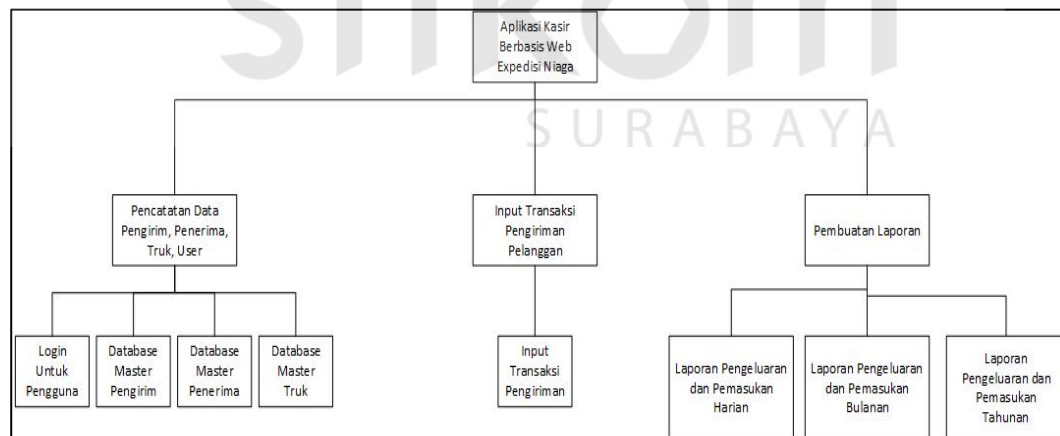 stikom
SURABAYA
Aplikasi Kasir
Berbasis Web
Expedisi Niaga
Pencatatan Data
Pengirim, Penerima,
Truk, User
Input Transaksi
Pengiriman
Pelanggan
Pembuatan Laporan
Login
Untuk
Pengguna
Database
Master
Pengirim
Database
Master
Penerima
Database
Master
Truk
Input
Transaksi
Pengiriman
Laporan Pengeluaran
dan Pemasukan
Harian
Laporan Pengeluaran
dan Pemasukan
Bulanan
Laporan
Pengeluaran dan
Pemasukan
Tahunan